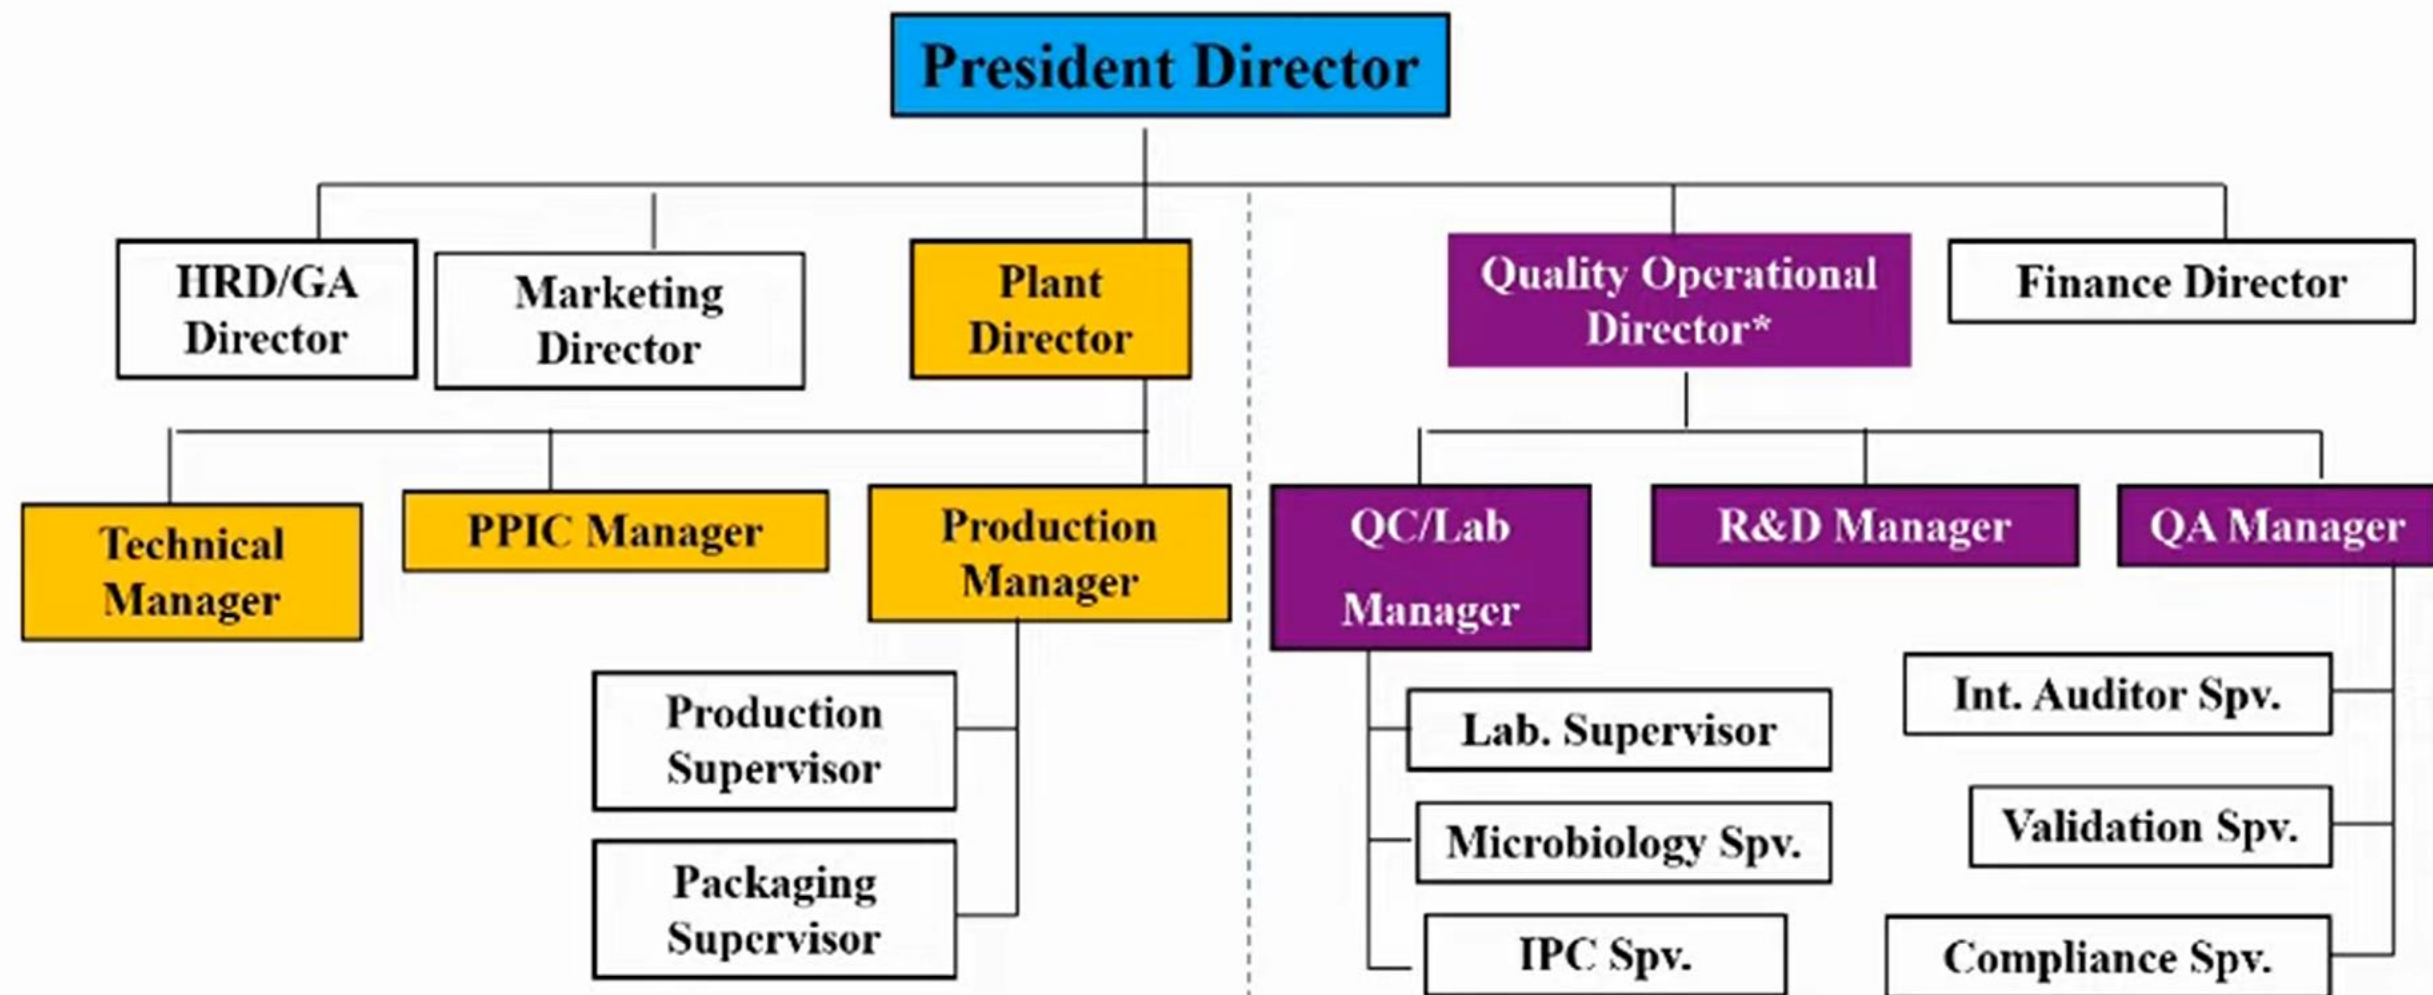 President Director
HRD/GA
Director
Marketing
Director
Plant
Director
Quality Operational
Director*
Finance Director
Technical
Manager
PPIC Manager
Production
Manager
QC/Lab
Manager
R&D Manager
QA Manager
Production
Supervisor
Packaging
Supervisor
Lab. Supervisor
Microbiology Spv.
IPC Spv.
Int. Auditor Spv.
Validation Spv.
Compliance Spv.